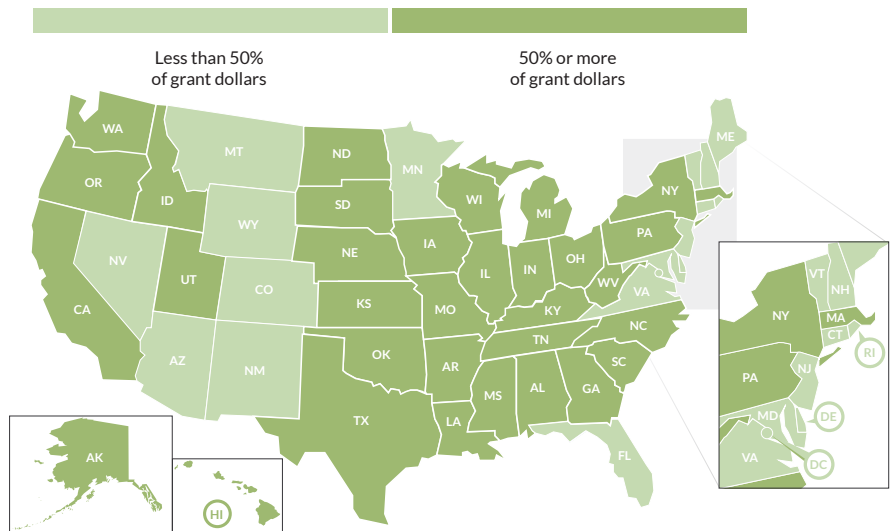 Less than 50%
of grant dollars
50% or more
of grant dollars
WA
MT
ND
MN
ME
OR
ID
WY
SD
WI
MI
NY
NV
UT
CO
NE
IA
IL
IN
OH
PA
CA
KS
MO
KY
WV
VA
AZ
NM
OK
AR
TN
NC
TX
LA
MS
AL
GA
SC
FL
AK
HI
VT
NH
NY
MA
CT
RI
PA
NJ
MD
DE
VA
DC